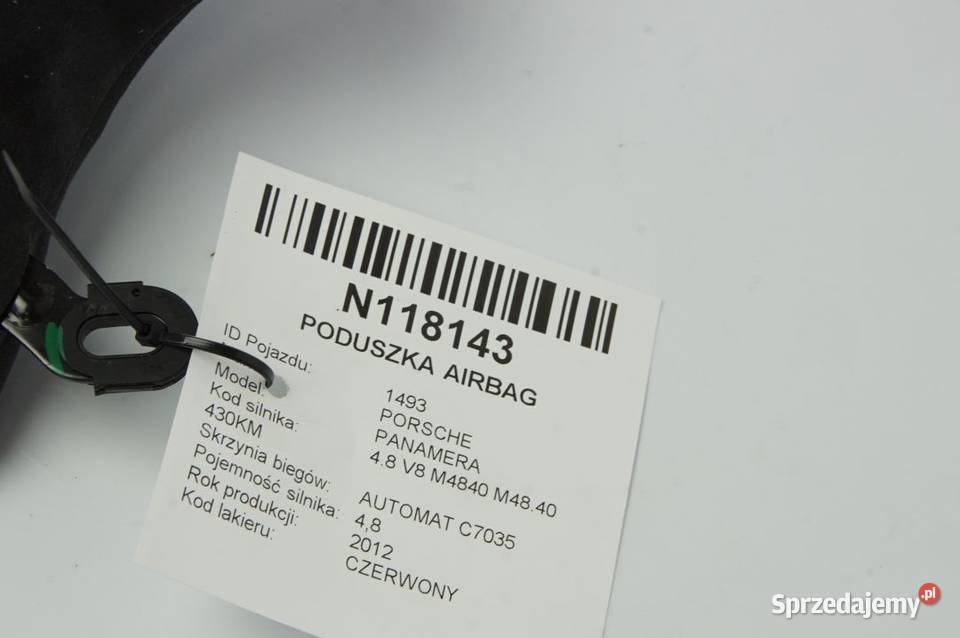 N118143
PODUSZKA AIRBAG
ID Pojazdu: 1493
Model: PORSCHE
PANAMERA
Kod silnika: 4.8 V8 M4840 M48.40
430KM
Skrzynia biegów: AUTOMAT C7035
Pojemność silnika: 4,8
Rok produkcji: 2012
Kod lakieru: CZERWONY
Sprzedajemy.pl